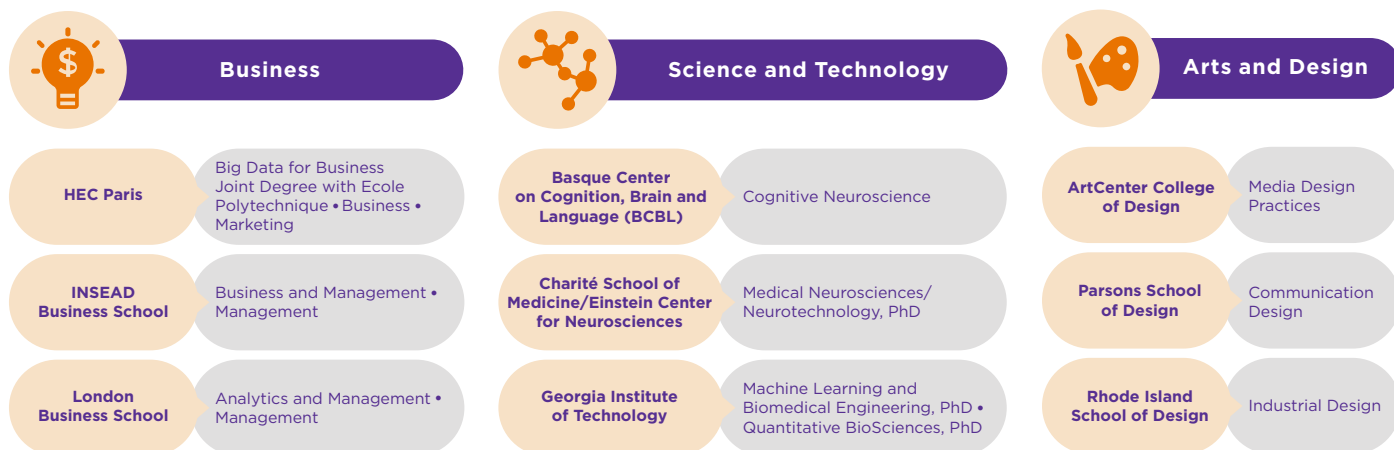 $
Business
HEC Paris
Big Data for Business
Joint Degree with Ecole
Polytechnique • Business •
Marketing
INSEAD
Business School
Business and Management •
Management
London
Business School
Analytics and Management •
Management
Science and Technology
Basque Center
on Cognition, Brain and
Language (BCBL)
Cognitive Neuroscience
Charité School of
Medicine/Einstein Center
for Neurosciences
Medical Neurosciences/
Neurotechnology, PhD
Georgia Institute
of Technology
Machine Learning and
Biomedical Engineering, PhD •
Quantitative BioSciences, PhD
Arts and Design
ArtCenter College
of Design
Media Design
Practices
Parsons School
of Design
Communication
Design
Rhode Island
School of Design
Industrial Design